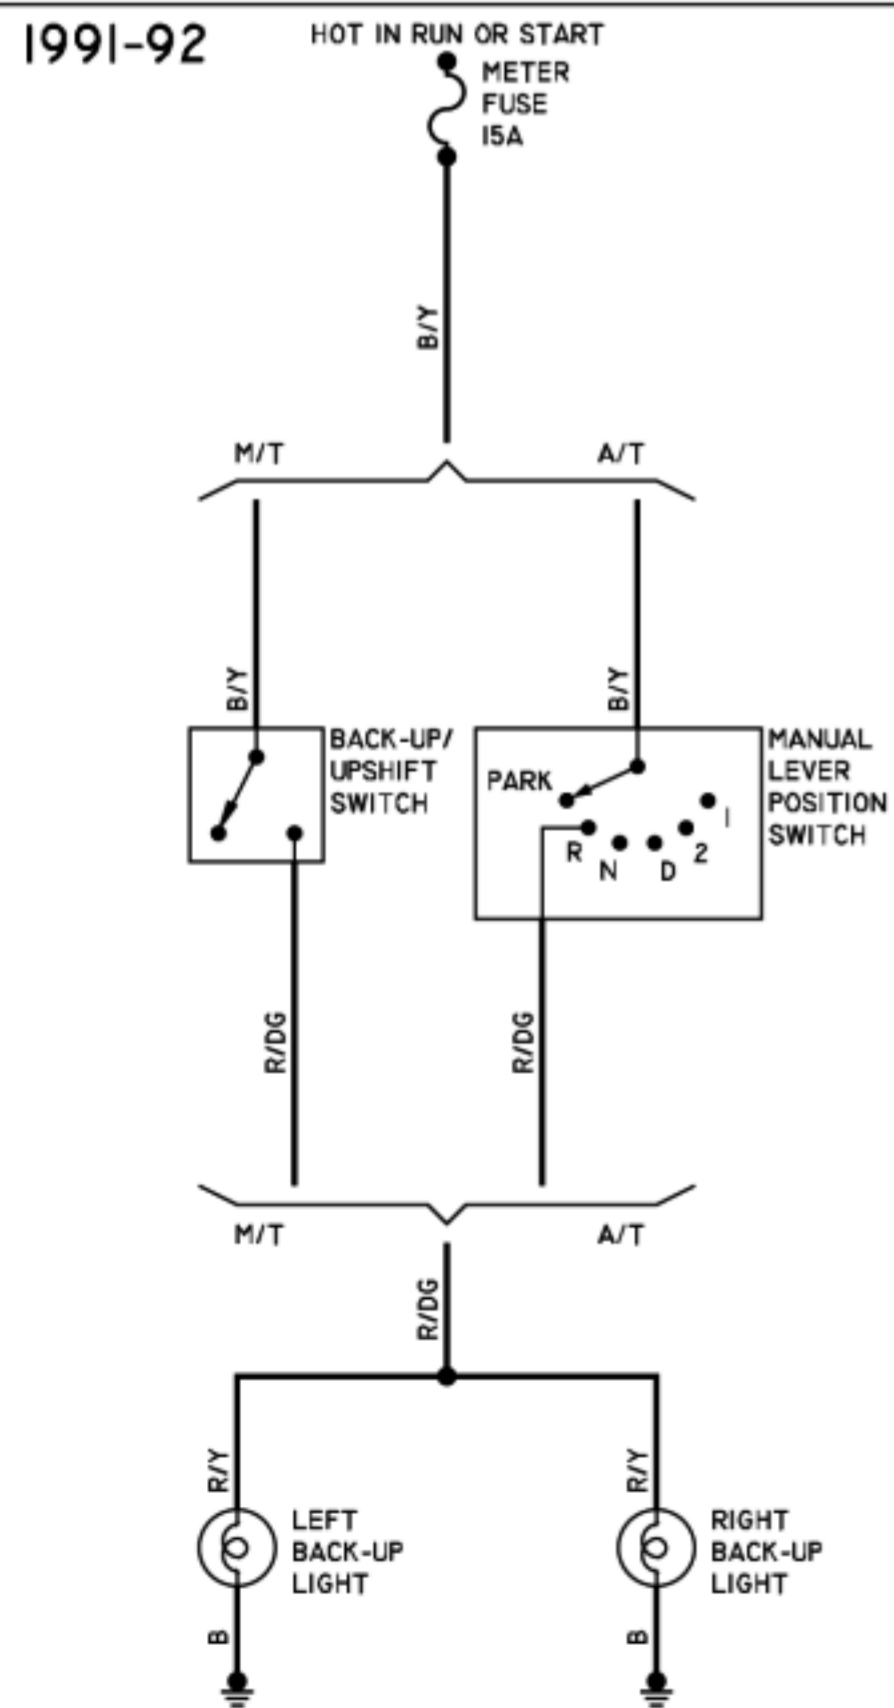 1991-92
HOT IN RUN OR START
METER
FUSE
15A
B/Y
M/T
A/T
B/Y
B/Y
BACK-UP/
UPSHIFT
SWITCH
PARK
R
N
D
2
1
MANUAL
LEVER
POSITION
SWITCH
R/DG
R/DG
M/T
A/T
R/DG
R/Y
R/Y
LEFT
BACK-UP
LIGHT
RIGHT
BACK-UP
LIGHT
B
B